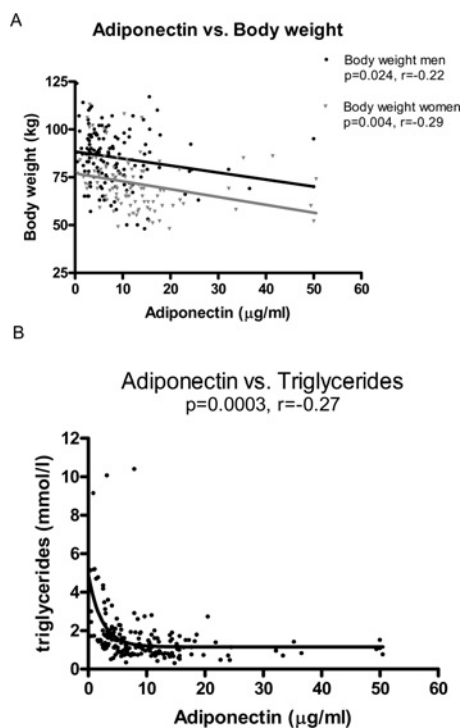 A
Adiponectin vs. Body weight
Body weight men
p=0.024, r=-0.22
Body weight women
p=0.004, r=-0.29
125
100
75
50
25
Body weight (kg)
0 10 20 30 40 50 60
Adiponectin (μg/ml)
B
Adiponectin vs. Triglycerides
p=0.0003, r=-0.27
12
10
8
6
4
2
0
triglycerides (mmol/l)
0 10 20 30 40 50 60
Adiponectin (μg/ml)